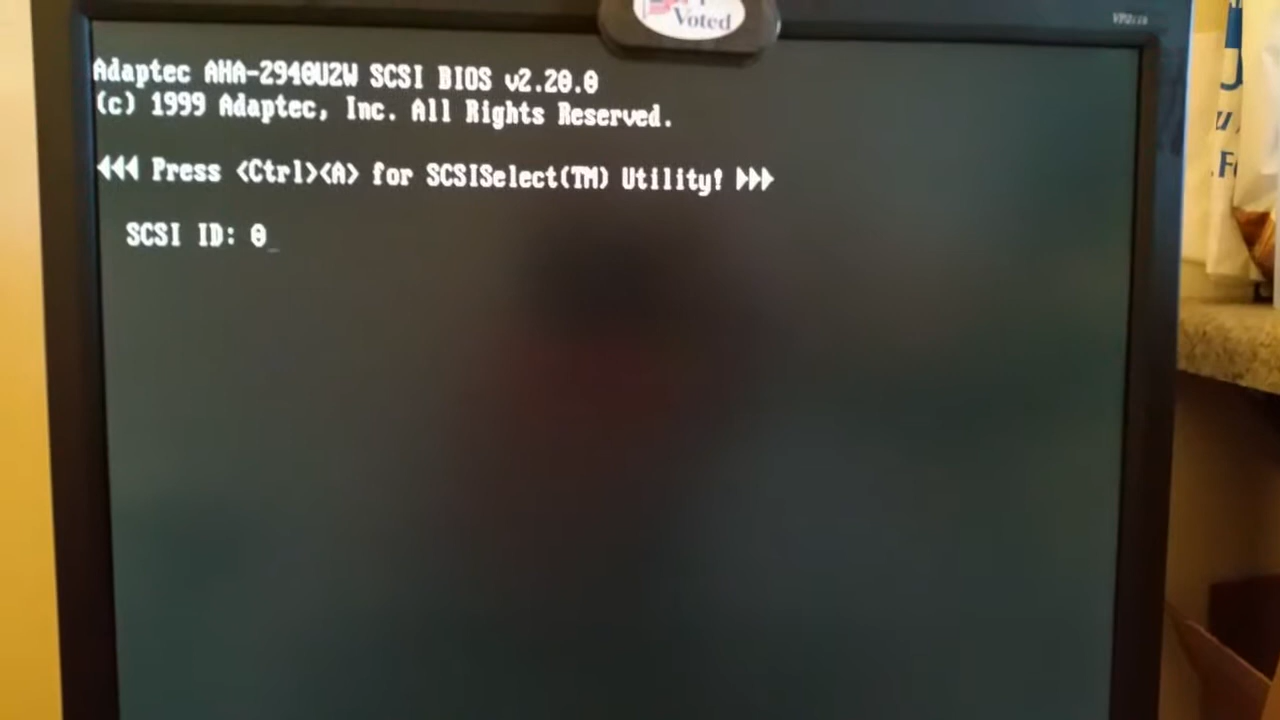 Voted
Adaptec AHA-2940U2W SCSI BIOS v2.20.0
(c) 1999 Adaptec, Inc. All Rights Reserved.
◄◄◄ Press <Ctrl><A> for SCSISelect(TM) Utility! ►►►
SCSI ID: 0_